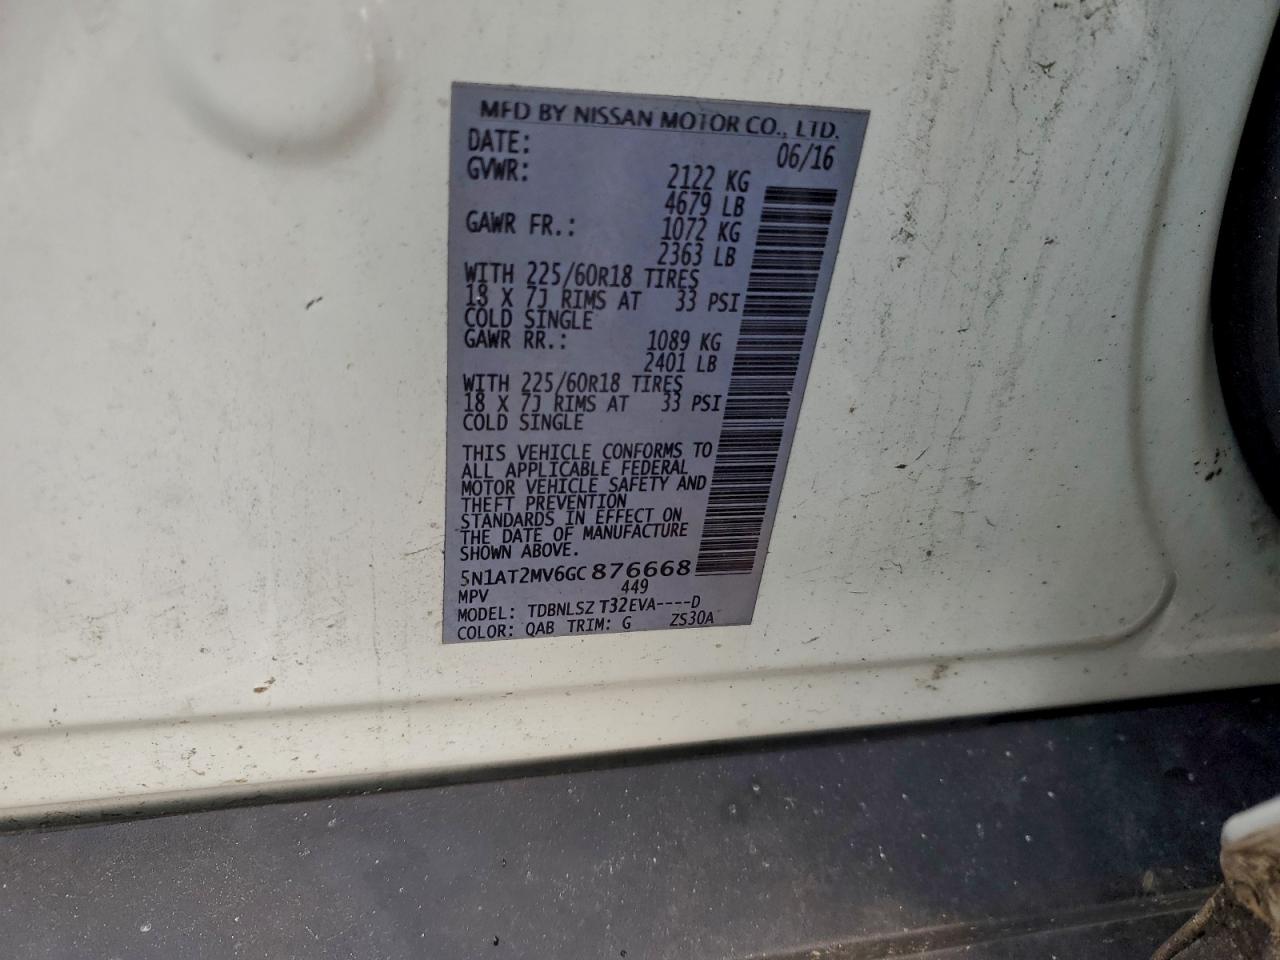 MFD BY NISSAN MOTOR CO., LTD.
DATE: 06/16
GVWR: 2122 KG
4679 LB
GAWR FR.: 1072 KG
2363 LB
WITH 225/60R18 TIRES
18 X 7J RIMS AT 33 PSI
COLD SINGLE
GAWR RR.: 1089 KG
2401 LB
WITH 225/60R18 TIRES
18 X 7J RIMS AT 33 PSI
COLD SINGLE
THIS VEHICLE CONFORMS TO
ALL APPLICABLE FEDERAL
MOTOR VEHICLE SAFETY AND
THEFT PREVENTION
STANDARDS IN EFFECT ON
THE DATE OF MANUFACTURE
SHOWN ABOVE.
5N1AT2MV6GC876668
MPV 449
MODEL: TDBNLSZ T32EVA----D
COLOR: QAB TRIM: G ZS30A